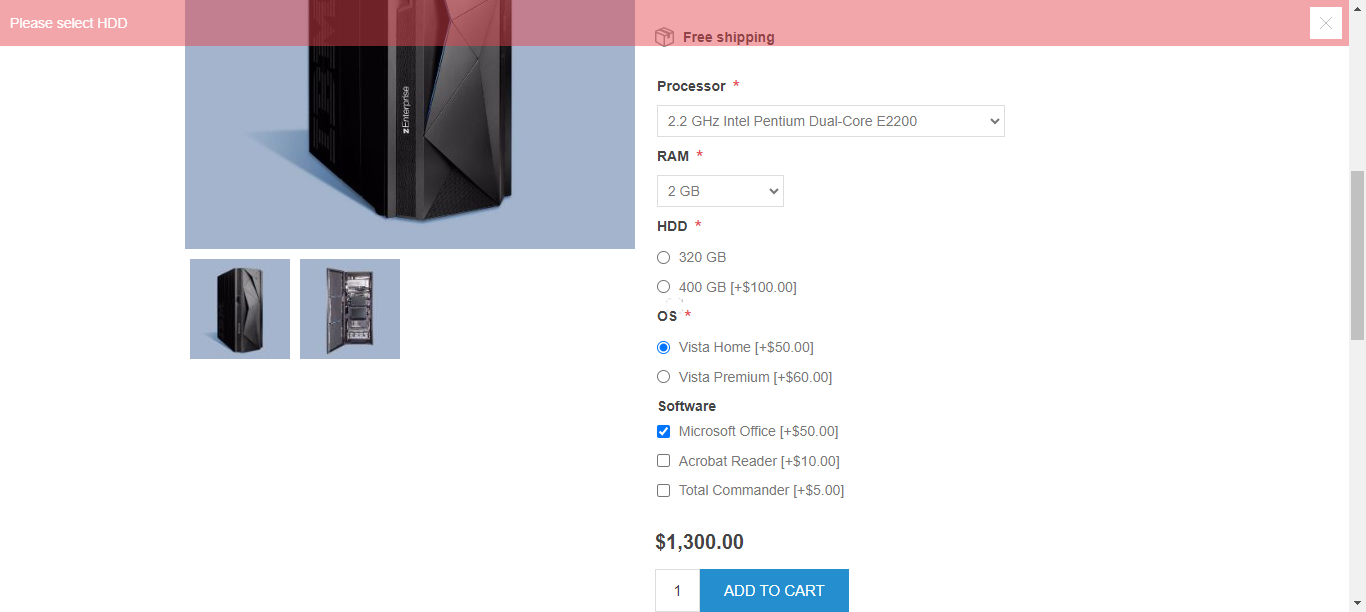 Please select HDD
Free shipping
Processor *
2.2 GHz Intel Pentium Dual-Core E2200
RAM *
2 GB
HDD *
320 GB
400 GB [+$100.00]
OS *
Vista Home [+$50.00]
Vista Premium [+$60.00]
Software
Microsoft Office [+$50.00]
Acrobat Reader [+$10.00]
Total Commander [+$5.00]
$1,300.00
1 ADD TO CART
zEnterprise
IBM